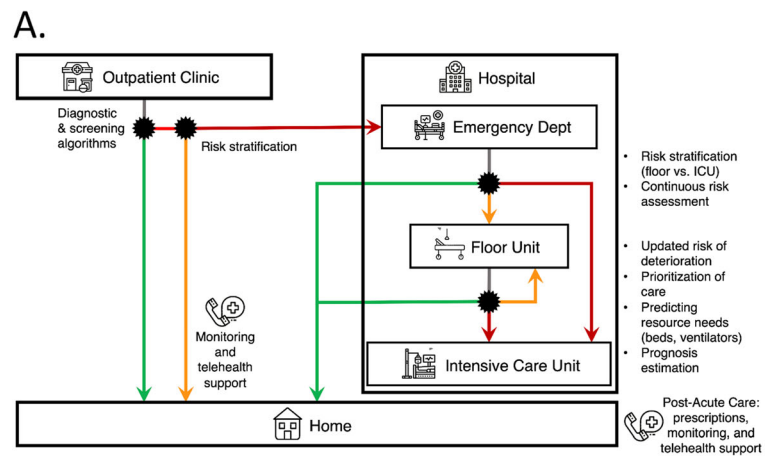 A.
Outpatient Clinic
Hospital
Diagnostic
& screening
algorithms
Risk stratification
Emergency Dept
• Risk stratification
(floor vs. ICU)
• Continuous risk
assessment
Floor Unit
• Updated risk of
deterioration
• Prioritization of
care
• Predicting
resource needs
(beds, ventilators)
• Prognosis
estimation
Monitoring
and
telehealth
support
Intensive Care Unit
Home
Post-Acute Care:
prescriptions,
monitoring, and
telehealth support